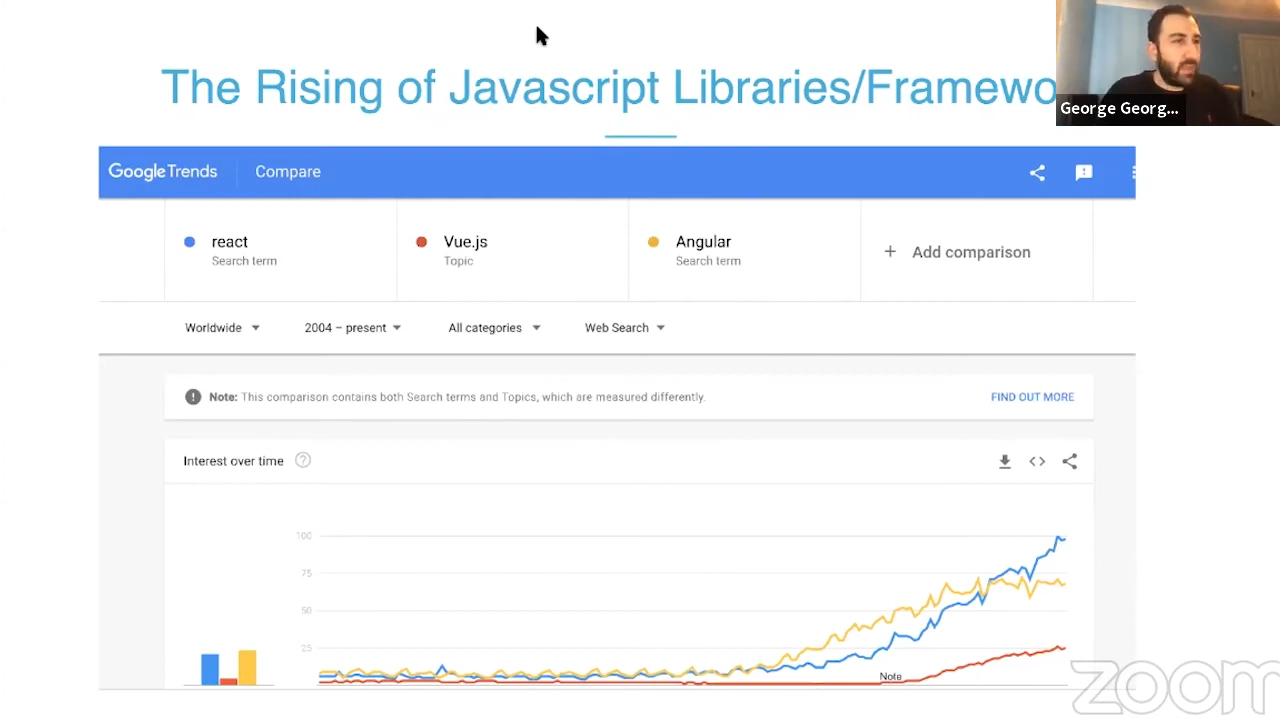 The Rising of Javascript Libraries/Framewo
George Georg...
GoogleTrends Compare
react Vue.js Angular + Add comparison
Search term Topic Search term
Worldwide 2004 – present All categories Web Search
Note: This comparison contains both Search terms and Topics, which are measured differently. FIND OUT MORE
Interest over time ?
100
75
50
25
Note
zoom